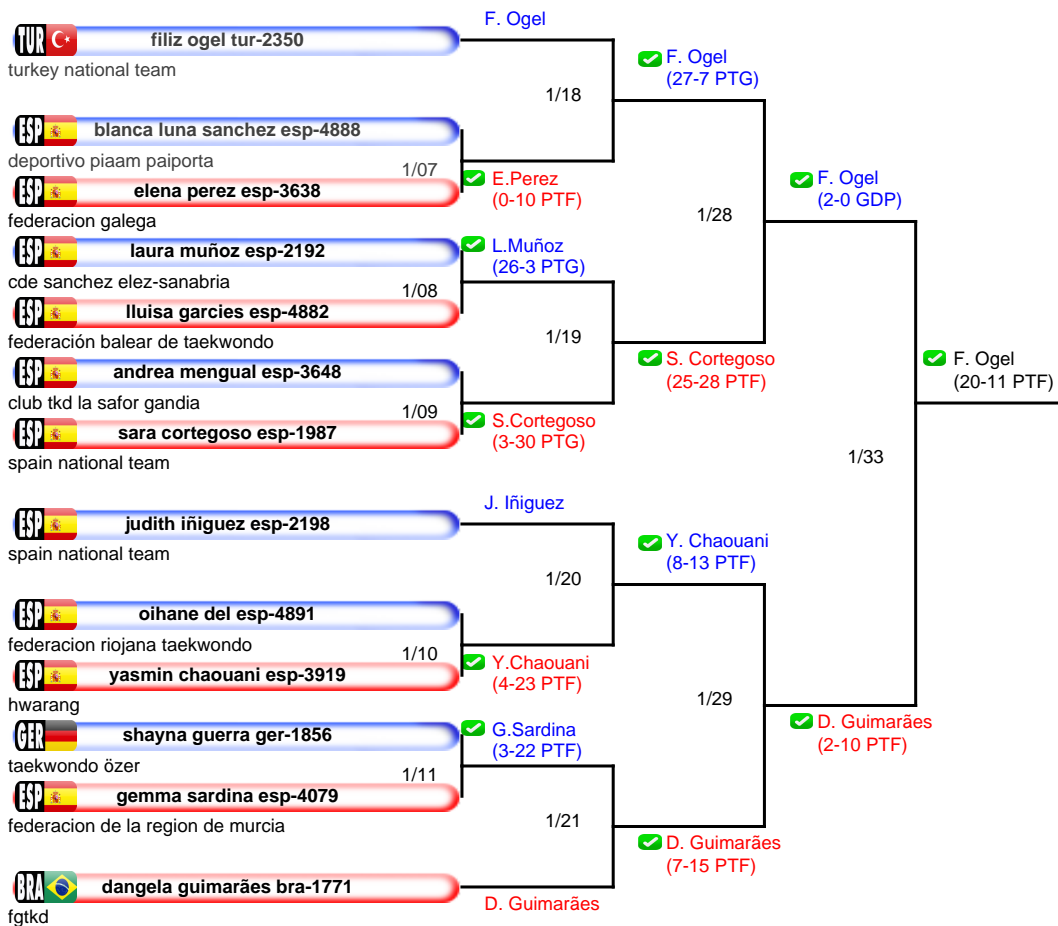 F. Ogel
TUR filiz ogel tur-2350
turkey national team
F. Ogel
(27-7 PTG)
1/18
ESP blanca luna sanchez esp-4888
deportivo piaam paiporta
1/07
ESP elena perez esp-3638
federacion galega
E.Perez
(0-10 PTF)
F. Ogel
(2-0 GDP)
1/28
ESP laura muñoz esp-2192
cde sanchez elez-sanabria
L.Muñoz
(26-3 PTG)
1/08
ESP lluisa garcies esp-4882
federación balear de taekwondo
1/19
ESP andrea mengual esp-3648
club tkd la safor gandia
S. Cortegoso
(25-28 PTF)
F. Ogel
(20-11 PTF)
1/09
ESP sara cortegoso esp-1987
spain national team
S.Cortegoso
(3-30 PTG)
1/33
J. Iñiguez
ESP judith iñiguez esp-2198
spain national team
Y. Chaouani
(8-13 PTF)
1/20
ESP oihane del esp-4891
federacion riojana taekwondo
1/10
ESP yasmin chaouani esp-3919
hwarang
Y.Chaouani
(4-23 PTF)
1/29
GER shayna guerra ger-1856
taekwondo özer
G.Sardina
(3-22 PTF)
D. Guimarães
(2-10 PTF)
1/11
ESP gemma sardina esp-4079
federacion de la region de murcia
1/21
D. Guimarães
(7-15 PTF)
BRA dangela guimarães bra-1771
fgtkd
D. Guimarães